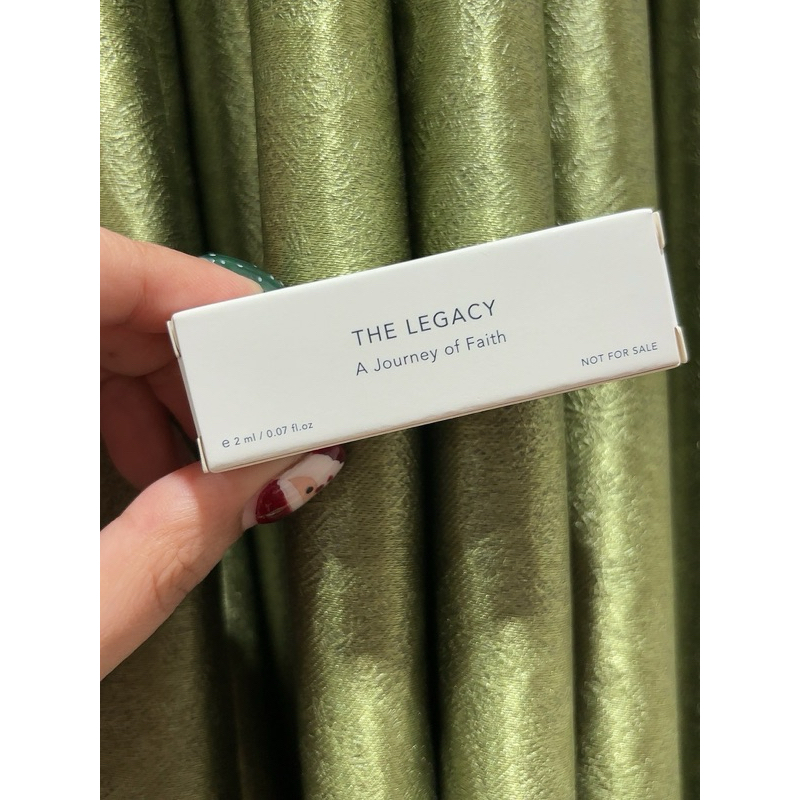 THE LEGACY
A Journey of Faith
NOT FOR SALE
℮ 2 ml / 0.07 fl.oz